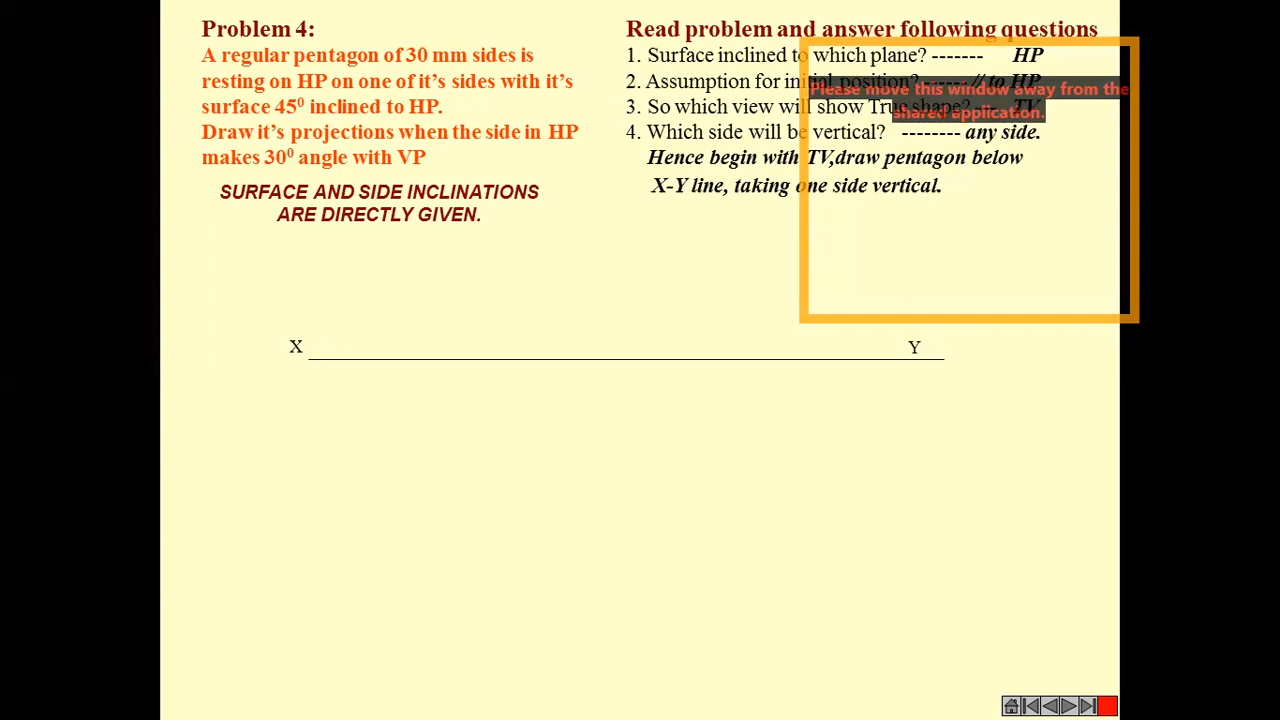 Problem 4:
A regular pentagon of 30 mm sides is
resting on HP on one of it's sides with it's
surface 45⁰ inclined to HP.
Draw it's projections when the side in HP
makes 30⁰ angle with VP
SURFACE AND SIDE INCLINATIONS
ARE DIRECTLY GIVEN.
Read problem and answer following questions
1. Surface inclined to which plane? ------- HP
2. Assumption for initial position? ------ // to HP
3. So which view will show True shape? --- TV
4. Which side will be vertical? -------- any side.
Hence begin with TV,draw pentagon below
X-Y line, taking one side vertical.
Please move this window away from the
shared application.
X
Y